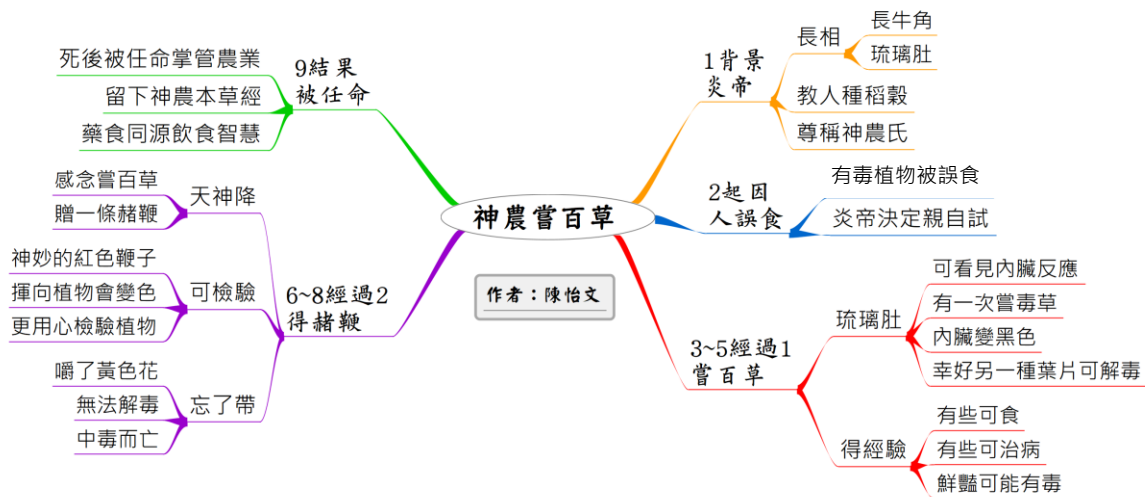 神農嘗百草
作者：陳怡文
1背景
炎帝
長相
長牛角
琉璃肚
教人種稻穀
尊稱神農氏
2起因
人誤食
有毒植物被誤食
炎帝決定親自試
3~5經過1
嘗百草
琉璃肚
可看見內臟反應
有一次嘗毒草
內臟變黑色
幸好另一種葉片可解毒
得經驗
有些可食
有些可治病
鮮豔可能有毒
6~8經過2
得赭鞭
天神降
感念嘗百草
贈一條赭鞭
可檢驗
神妙的紅色鞭子
揮向植物會變色
更用心檢驗植物
忘了帶
嚼了黃色花
無法解毒
中毒而亡
9結果
被任命
死後被任命掌管農業
留下神農本草經
藥食同源飲食智慧